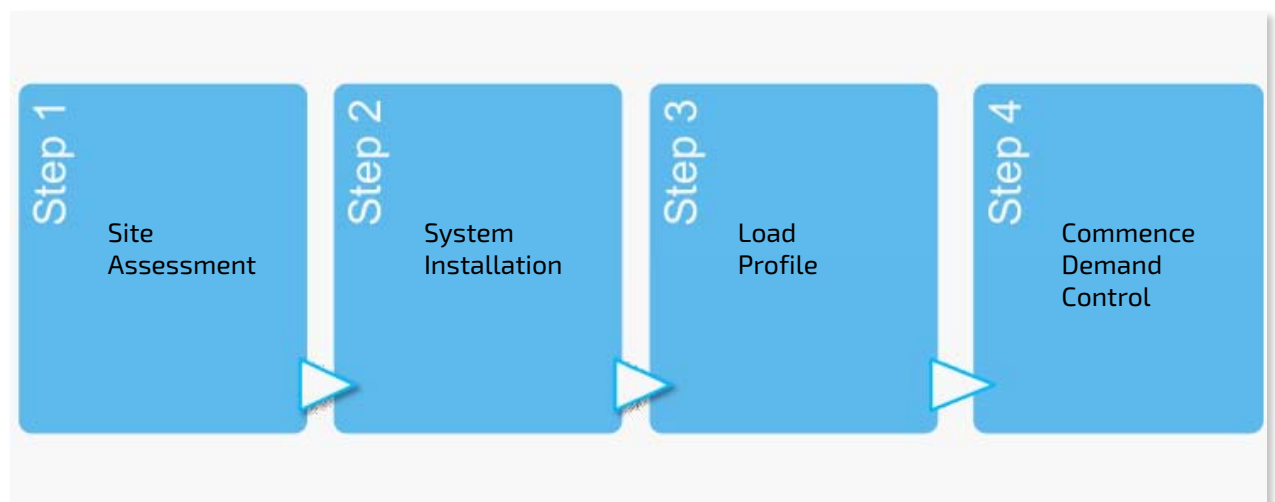 Step 1
Site
Assessment
Step 2
System
Installation
Step 3
Load
Profile
Step 4
Commence
Demand
Control